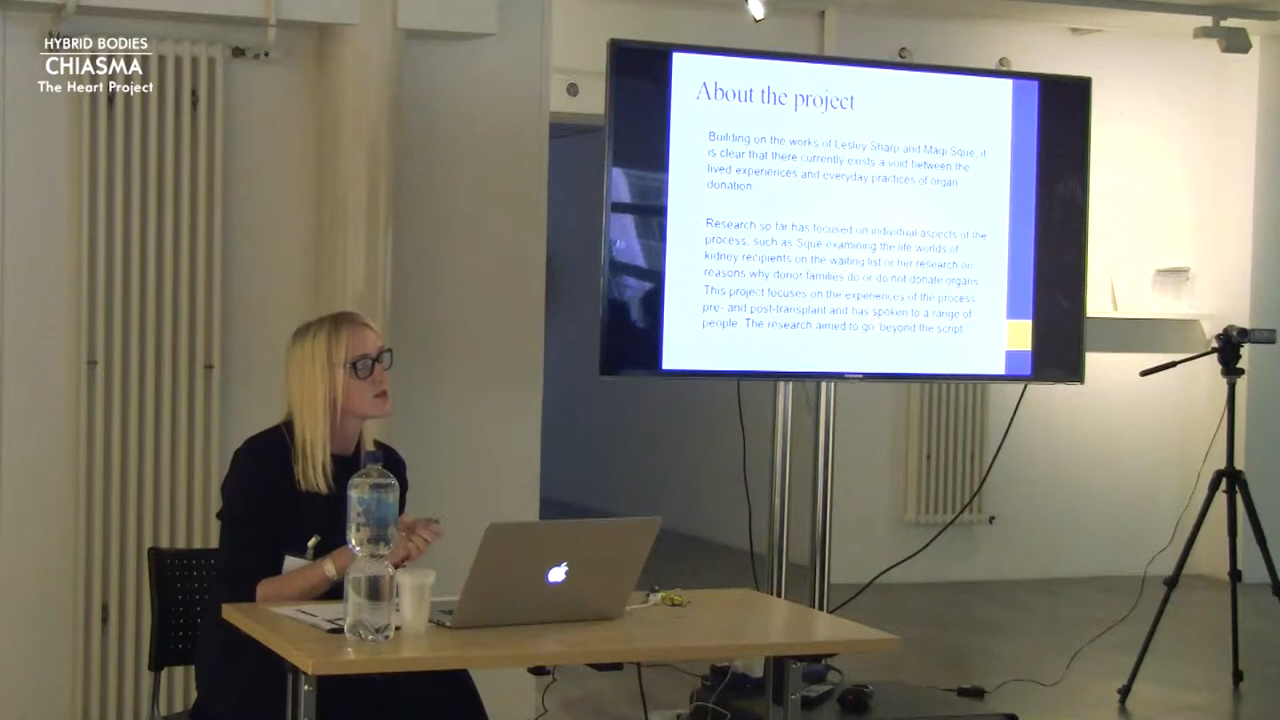 HYBRID BODIES
CHIASMA
The Heart Project
About the project
Building on the works of Lesley Sharp and Magi Sque, it
is clear that there currently exists a void between the
lived experiences and everyday practices of organ
donation.
Research so far has focused on individual aspects of the
process, such as Sque examining the life worlds of
kidney recipients on the waiting list or her research on
reasons why donor families do or do not donate organs.
This project focuses on the experiences of the process
pre- and post-transplant and has spoken to a range of
people. The research aimed to go 'beyond the script'